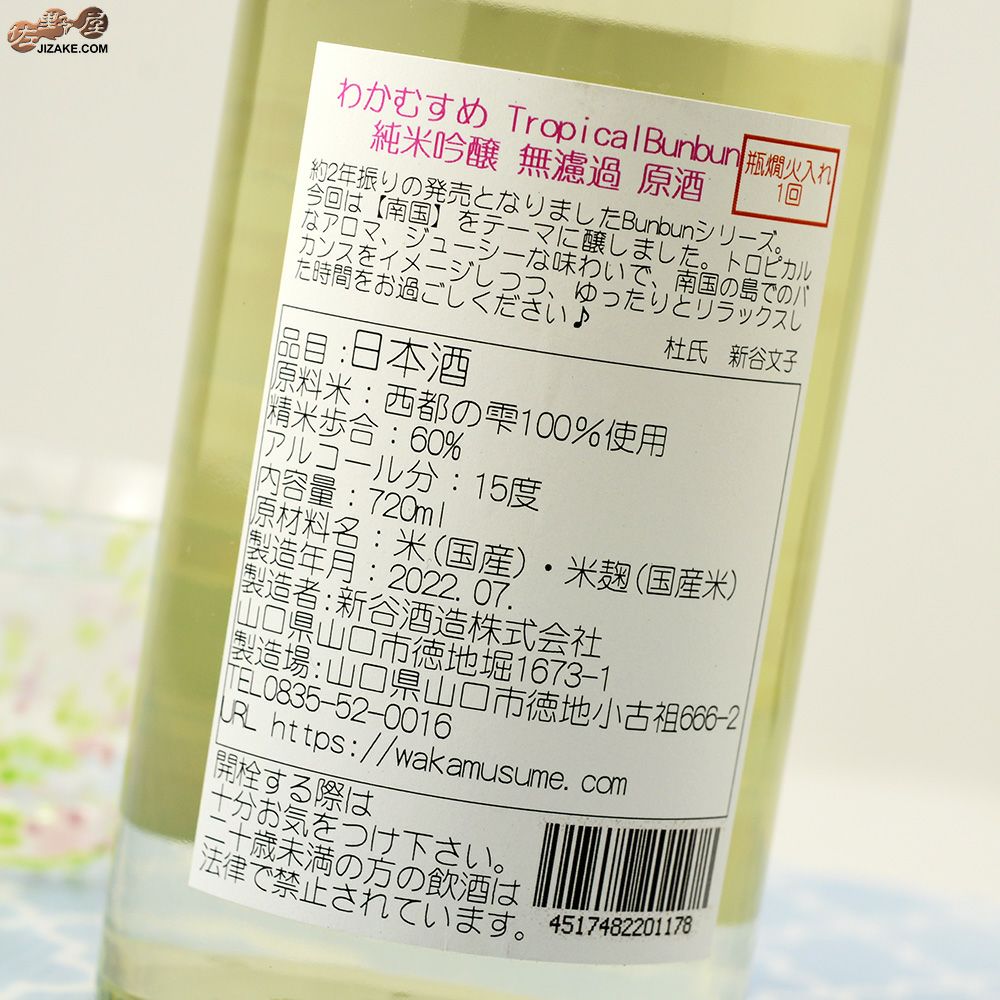 佐野屋
JIZAKE.COM
わかむすめ TropicalBunbun
純米吟醸 無濾過 原酒
瓶燗火入れ
1回
約2年振りの発売となりましたBunbunシリーズ。
今回は【南国】をテーマに醸しました。トロピカル
なアロマ、ジューシーな味わいで、南国の島でのバ
カンスをイメージしつつ、ゆったりとリラックスし
た時間をお過ごしください♪
杜氏 新谷文子
品目:日本酒
原料米:西都の雫100%使用
精米歩合:60%
アルコール分:15度
内容量:720ml
原材料名:米(国産)・米麹(国産米)
製造年月:2022.07.
製造者:新谷酒造株式会社
山口県山口市徳地堀1673-1
製造場:山口県山口市徳地小古祖666-2
TEL0835-52-0016
URL https://wakamusume.com
開栓する際は
十分お気をつけ下さい。
二十歳未満の方の飲酒は
法律で禁止されています。
4517482201178